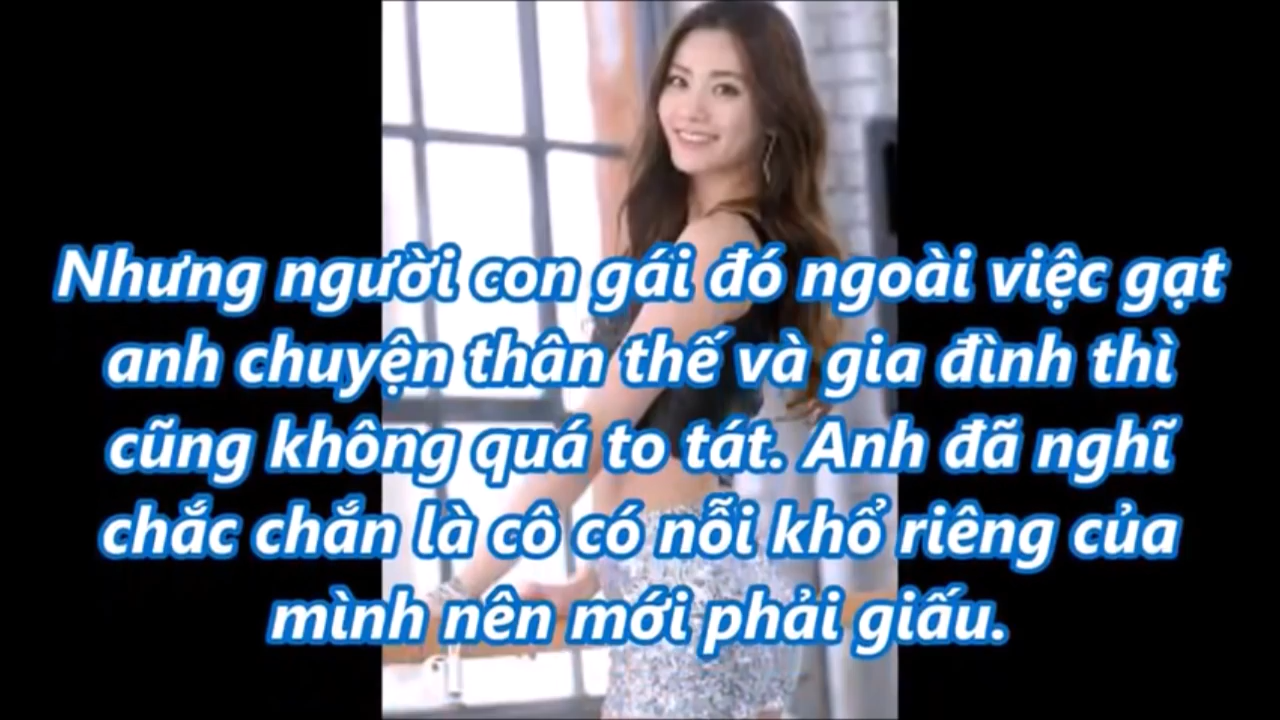 Nhưng người con gái đó ngoài việc gạt
anh chuyện thân thế và gia đình thì
cũng không quá to tát. Anh đã nghĩ
chắc chắn là cô có nỗi khổ riêng của
mình nên mới phải giấu.